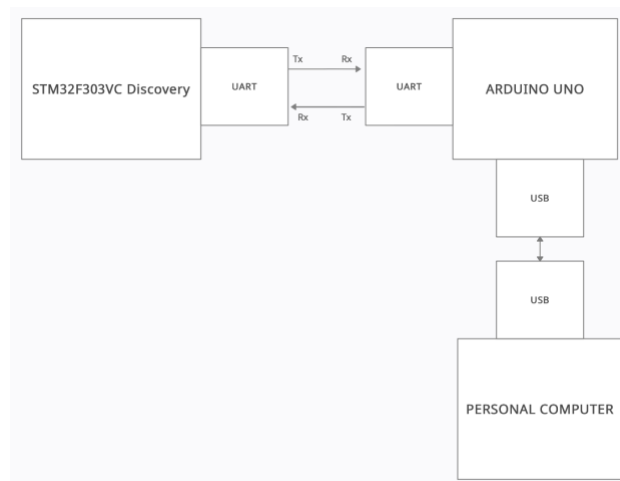 STM32F303VC Discovery
UART
Tx
Rx
Rx
Tx
UART
ARDUINO UNO
USB
USB
PERSONAL COMPUTER